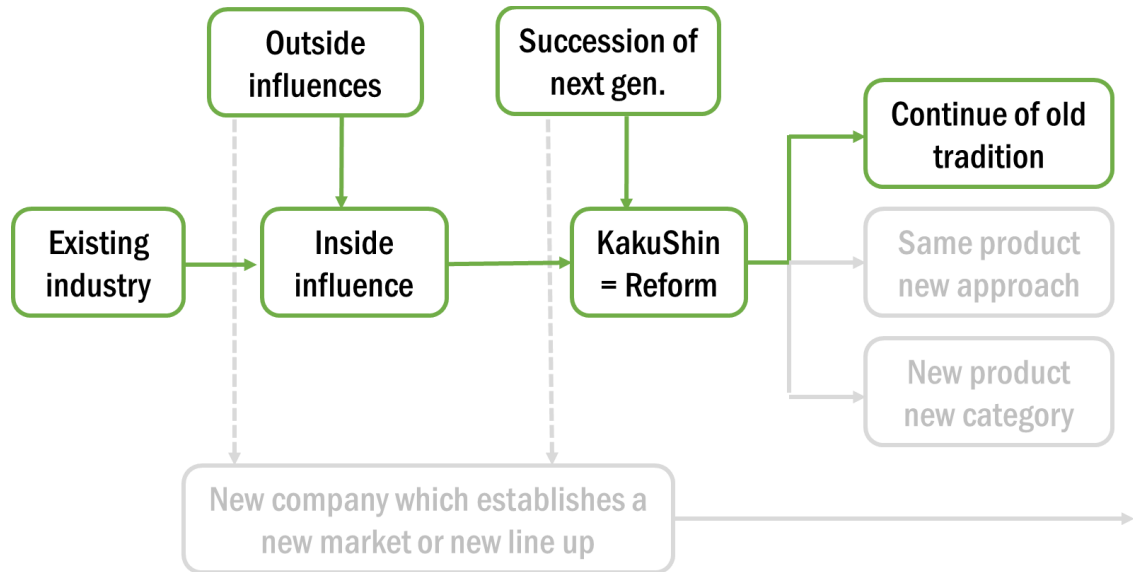 Outside
influences
Succession of
next gen.
Continue of old
tradition
Existing
industry
Inside
influence
KakuShin
= Reform
Same product
new approach
New product
new category
New company which establishes a
new market or new line up